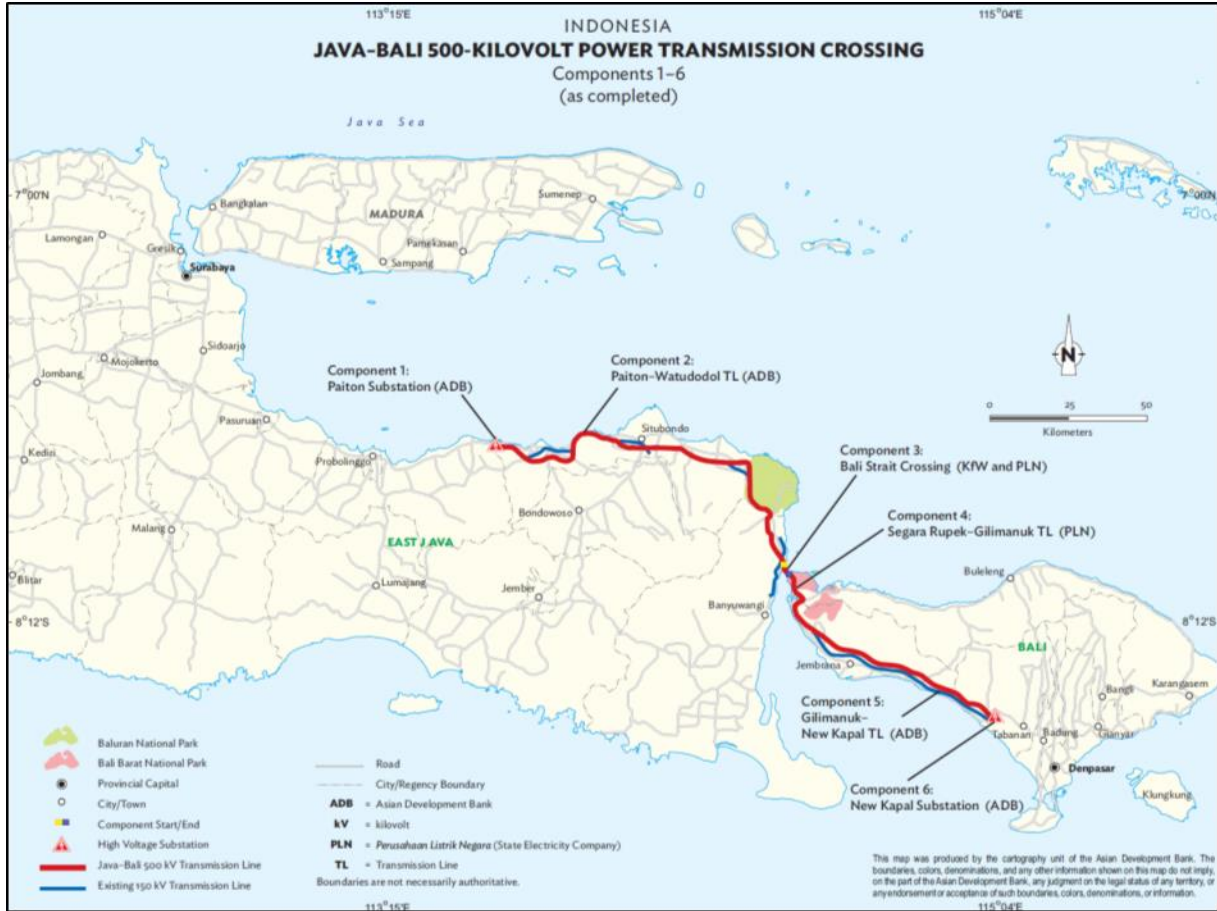 113°15'E
115°04'E
INDONESIA
JAVA–BALI 500-KILOVOLT POWER TRANSMISSION CROSSING
Components 1–6
(as completed)
Java Sea
7°00'N
7°00'N
Bangkalan
MADURA
Sumenep
Lamongan
Gresik
Pamekasan
Sampang
Surabaya
Sidoarjo
Mojokerto
Jombang
Component 1:
Paiton Substation (ADB)
Component 2:
Paiton–Watudodol TL (ADB)
N
0 25 50
Kilometers
Pasuruan
Situbondo
Kediri
Probolinggo
Component 3:
Bali Strait Crossing (KfW and PLN)
Bondowoso
Malang
EAST JAVA
Component 4:
Segara Rupek–Gilimanuk TL (PLN)
Blitar
Lumajang
Jember
Buleleng
Banyuwangi
8°12'S
8°12'S
BALI
Jembrana
Bangli
Karangasem
Component 5:
Gilimanuk–
New Kapal TL (ADB)
Tabanan
Badung
Gianyar
Denpasar
Component 6:
New Kapal Substation (ADB)
Klungkung
Baluran National Park
Bali Barat National Park
Provincial Capital
City/Town
Component Start/End
High Voltage Substation
Java–Bali 500 kV Transmission Line
Existing 150 kV Transmission Line
Road
City/Regency Boundary
ADB = Asian Development Bank
kV = kilovolt
PLN = Perusahaan Listrik Negara (State Electricity Company)
TL = Transmission Line
Boundaries are not necessarily authoritative.
This map was produced by the cartography unit of the Asian Development Bank. The
boundaries, colors, denominations, and any other information shown on this map do not imply,
on the part of the Asian Development Bank, any judgment on the legal status of any territory, or
any endorsement or acceptance of such boundaries, colors, denominations, or information.
113°15'E
115°04'E